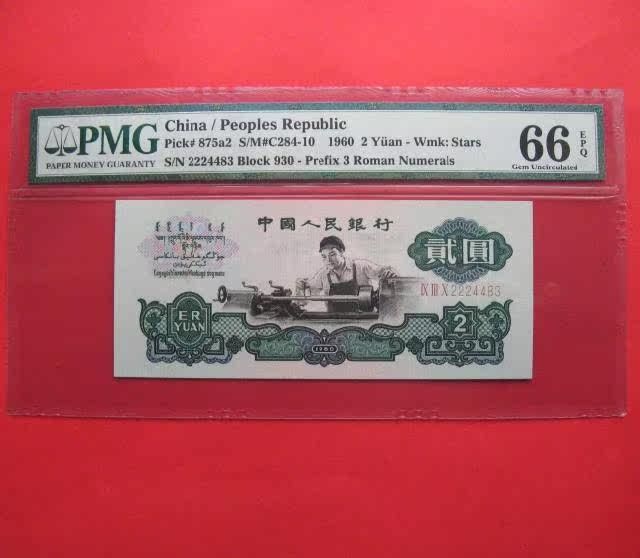 PMG
PAPER MONEY GUARANTY
China / Peoples Republic
Pick# 875a2 S/M#C284-10 1960 2 Yüan - Wmk: Stars
S/N 2224483 Block 930 - Prefix 3 Roman Numerals
66 EPQ
Gem Uncirculated
中國人民銀行
貳圓
IX III X 2224483
ER
YUAN
2
1960